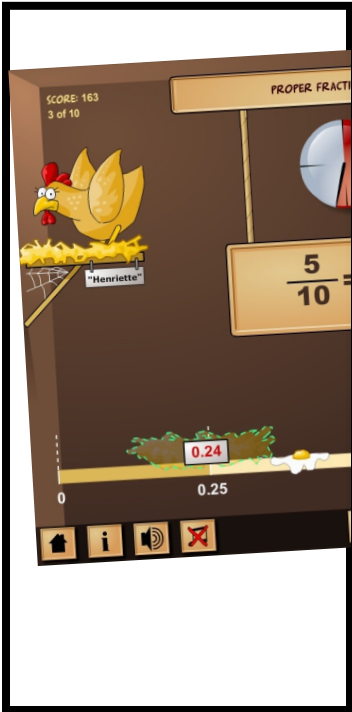 SCORE: 163
3 of 10
PROPER FRACTI
"Henriette"
5
10
=
0.24
0
0.25
i